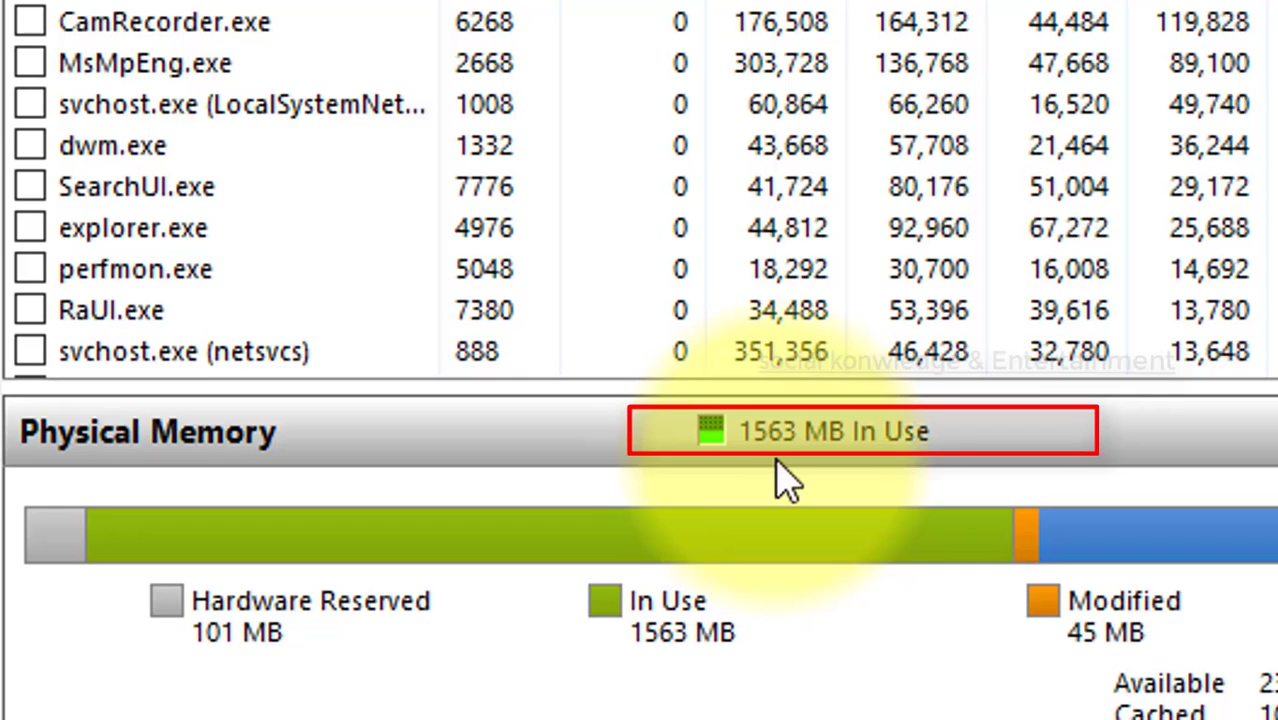 CamRecorder.exe 6268 0 176,508 164,312 44,484 119,828
MsMpEng.exe 2668 0 303,728 136,768 47,668 89,100
svchost.exe (LocalSystemNet... 1008 0 60,864 66,260 16,520 49,740
dwm.exe 1332 0 43,668 57,708 21,464 36,244
SearchUI.exe 7776 0 41,724 80,176 51,004 29,172
explorer.exe 4976 0 44,812 92,960 67,272 25,688
perfmon.exe 5048 0 18,292 30,700 16,008 14,692
RaUI.exe 7380 0 34,488 53,396 39,616 13,780
svchost.exe (netsvcs) 888 0 351,356 46,428 32,780 13,648
social konwledge & Entertainment
Physical Memory 1563 MB In Use
Hardware Reserved In Use Modified
101 MB 1563 MB 45 MB
Available
Cached